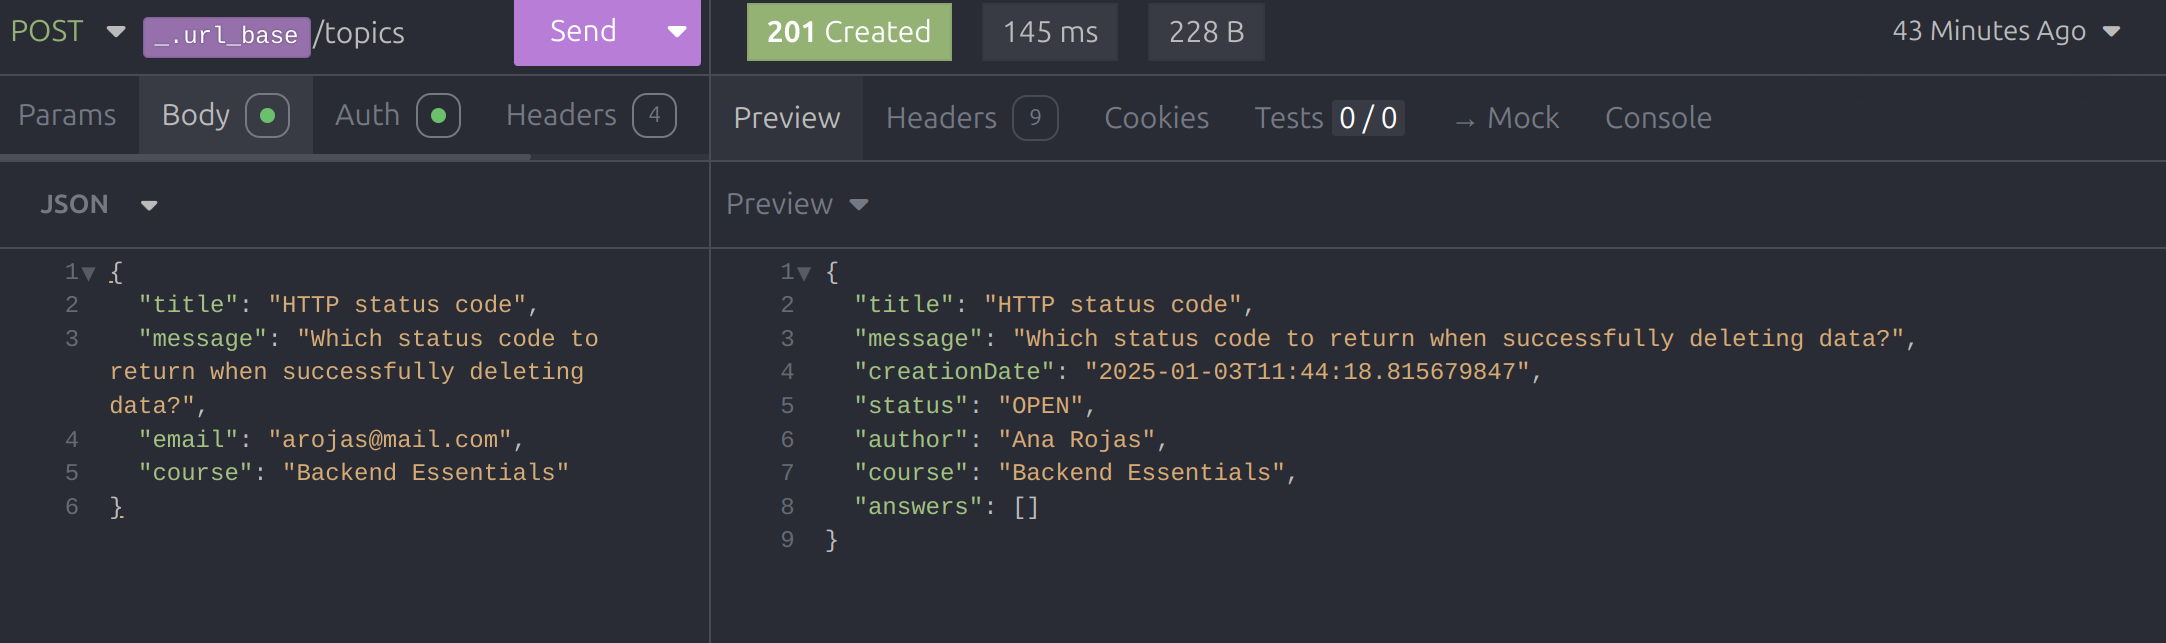 POST _.url_base/topics Send 201 Created 145 ms 228 B 43 Minutes Ago
Params Body Auth Headers 4 Preview Headers 9 Cookies Tests 0 / 0 → Mock Console
JSON Preview
1 {
2 "title": "HTTP status code",
3 "message": "Which status code to
return when successfully deleting
data?",
4 "email": "arojas@mail.com",
5 "course": "Backend Essentials"
6 }
1 {
2 "title": "HTTP status code",
3 "message": "Which status code to return when successfully deleting data?",
4 "creationDate": "2025-01-03T11:44:18.815679847",
5 "status": "OPEN",
6 "author": "Ana Rojas",
7 "course": "Backend Essentials",
8 "answers": []
9 }